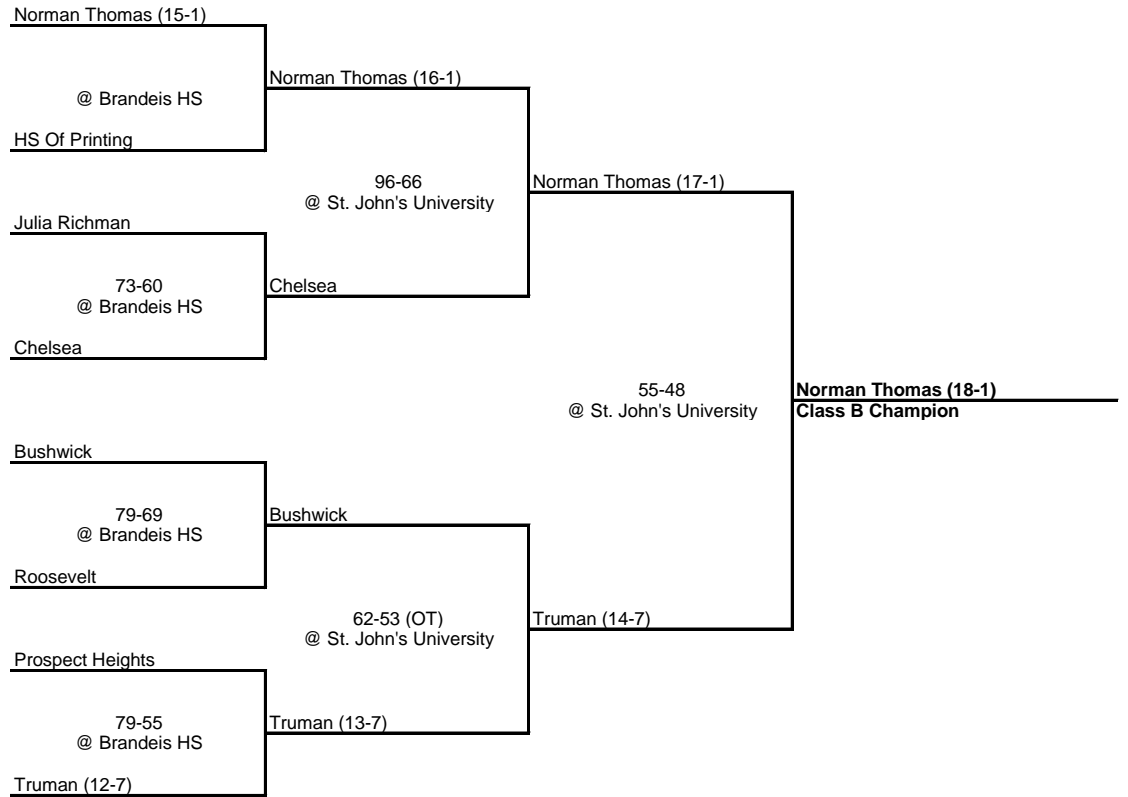 Norman Thomas (15-1)
@ Brandeis HS
HS Of Printing
Julia Richman
73-60
@ Brandeis HS
Chelsea
Bushwick
79-69
@ Brandeis HS
Roosevelt
Prospect Heights
79-55
@ Brandeis HS
Truman (12-7)
Norman Thomas (16-1)
96-66
@ St. John's University
Chelsea
Bushwick
62-53 (OT)
@ St. John's University
Truman (13-7)
Norman Thomas (17-1)
55-48
@ St. John's University
Truman (14-7)
Norman Thomas (18-1)
Class B Champion